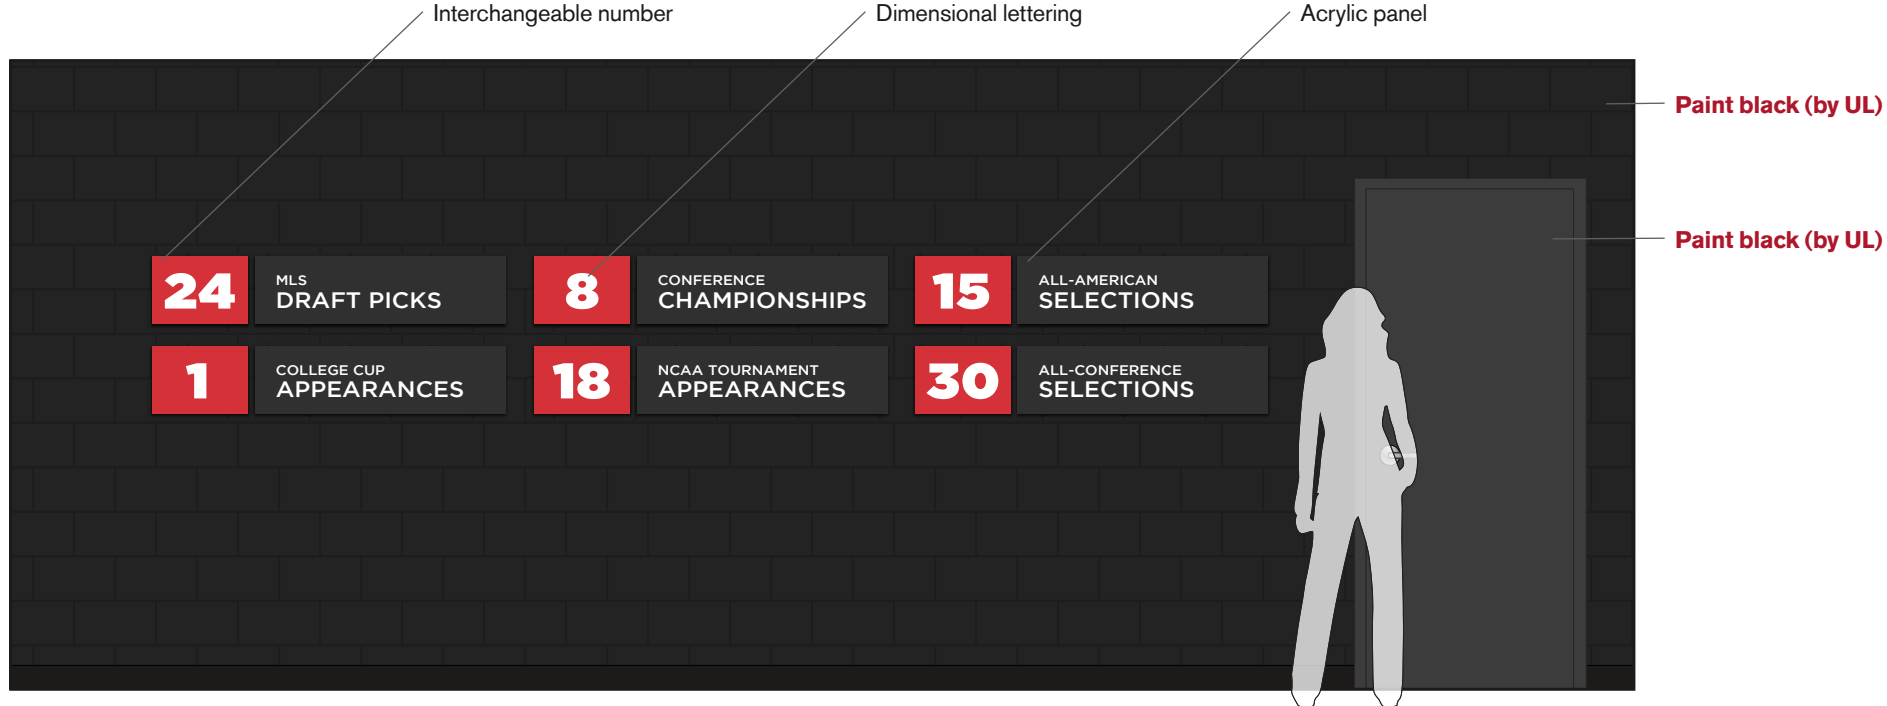 Interchangeable number
Dimensional lettering
Acrylic panel
Paint black (by UL)
Paint black (by UL)
24
MLS
DRAFT PICKS
8
CONFERENCE
CHAMPIONSHIPS
15
ALL-AMERICAN
SELECTIONS
1
COLLEGE CUP
APPEARANCES
18
NCAA TOURNAMENT
APPEARANCES
30
ALL-CONFERENCE
SELECTIONS